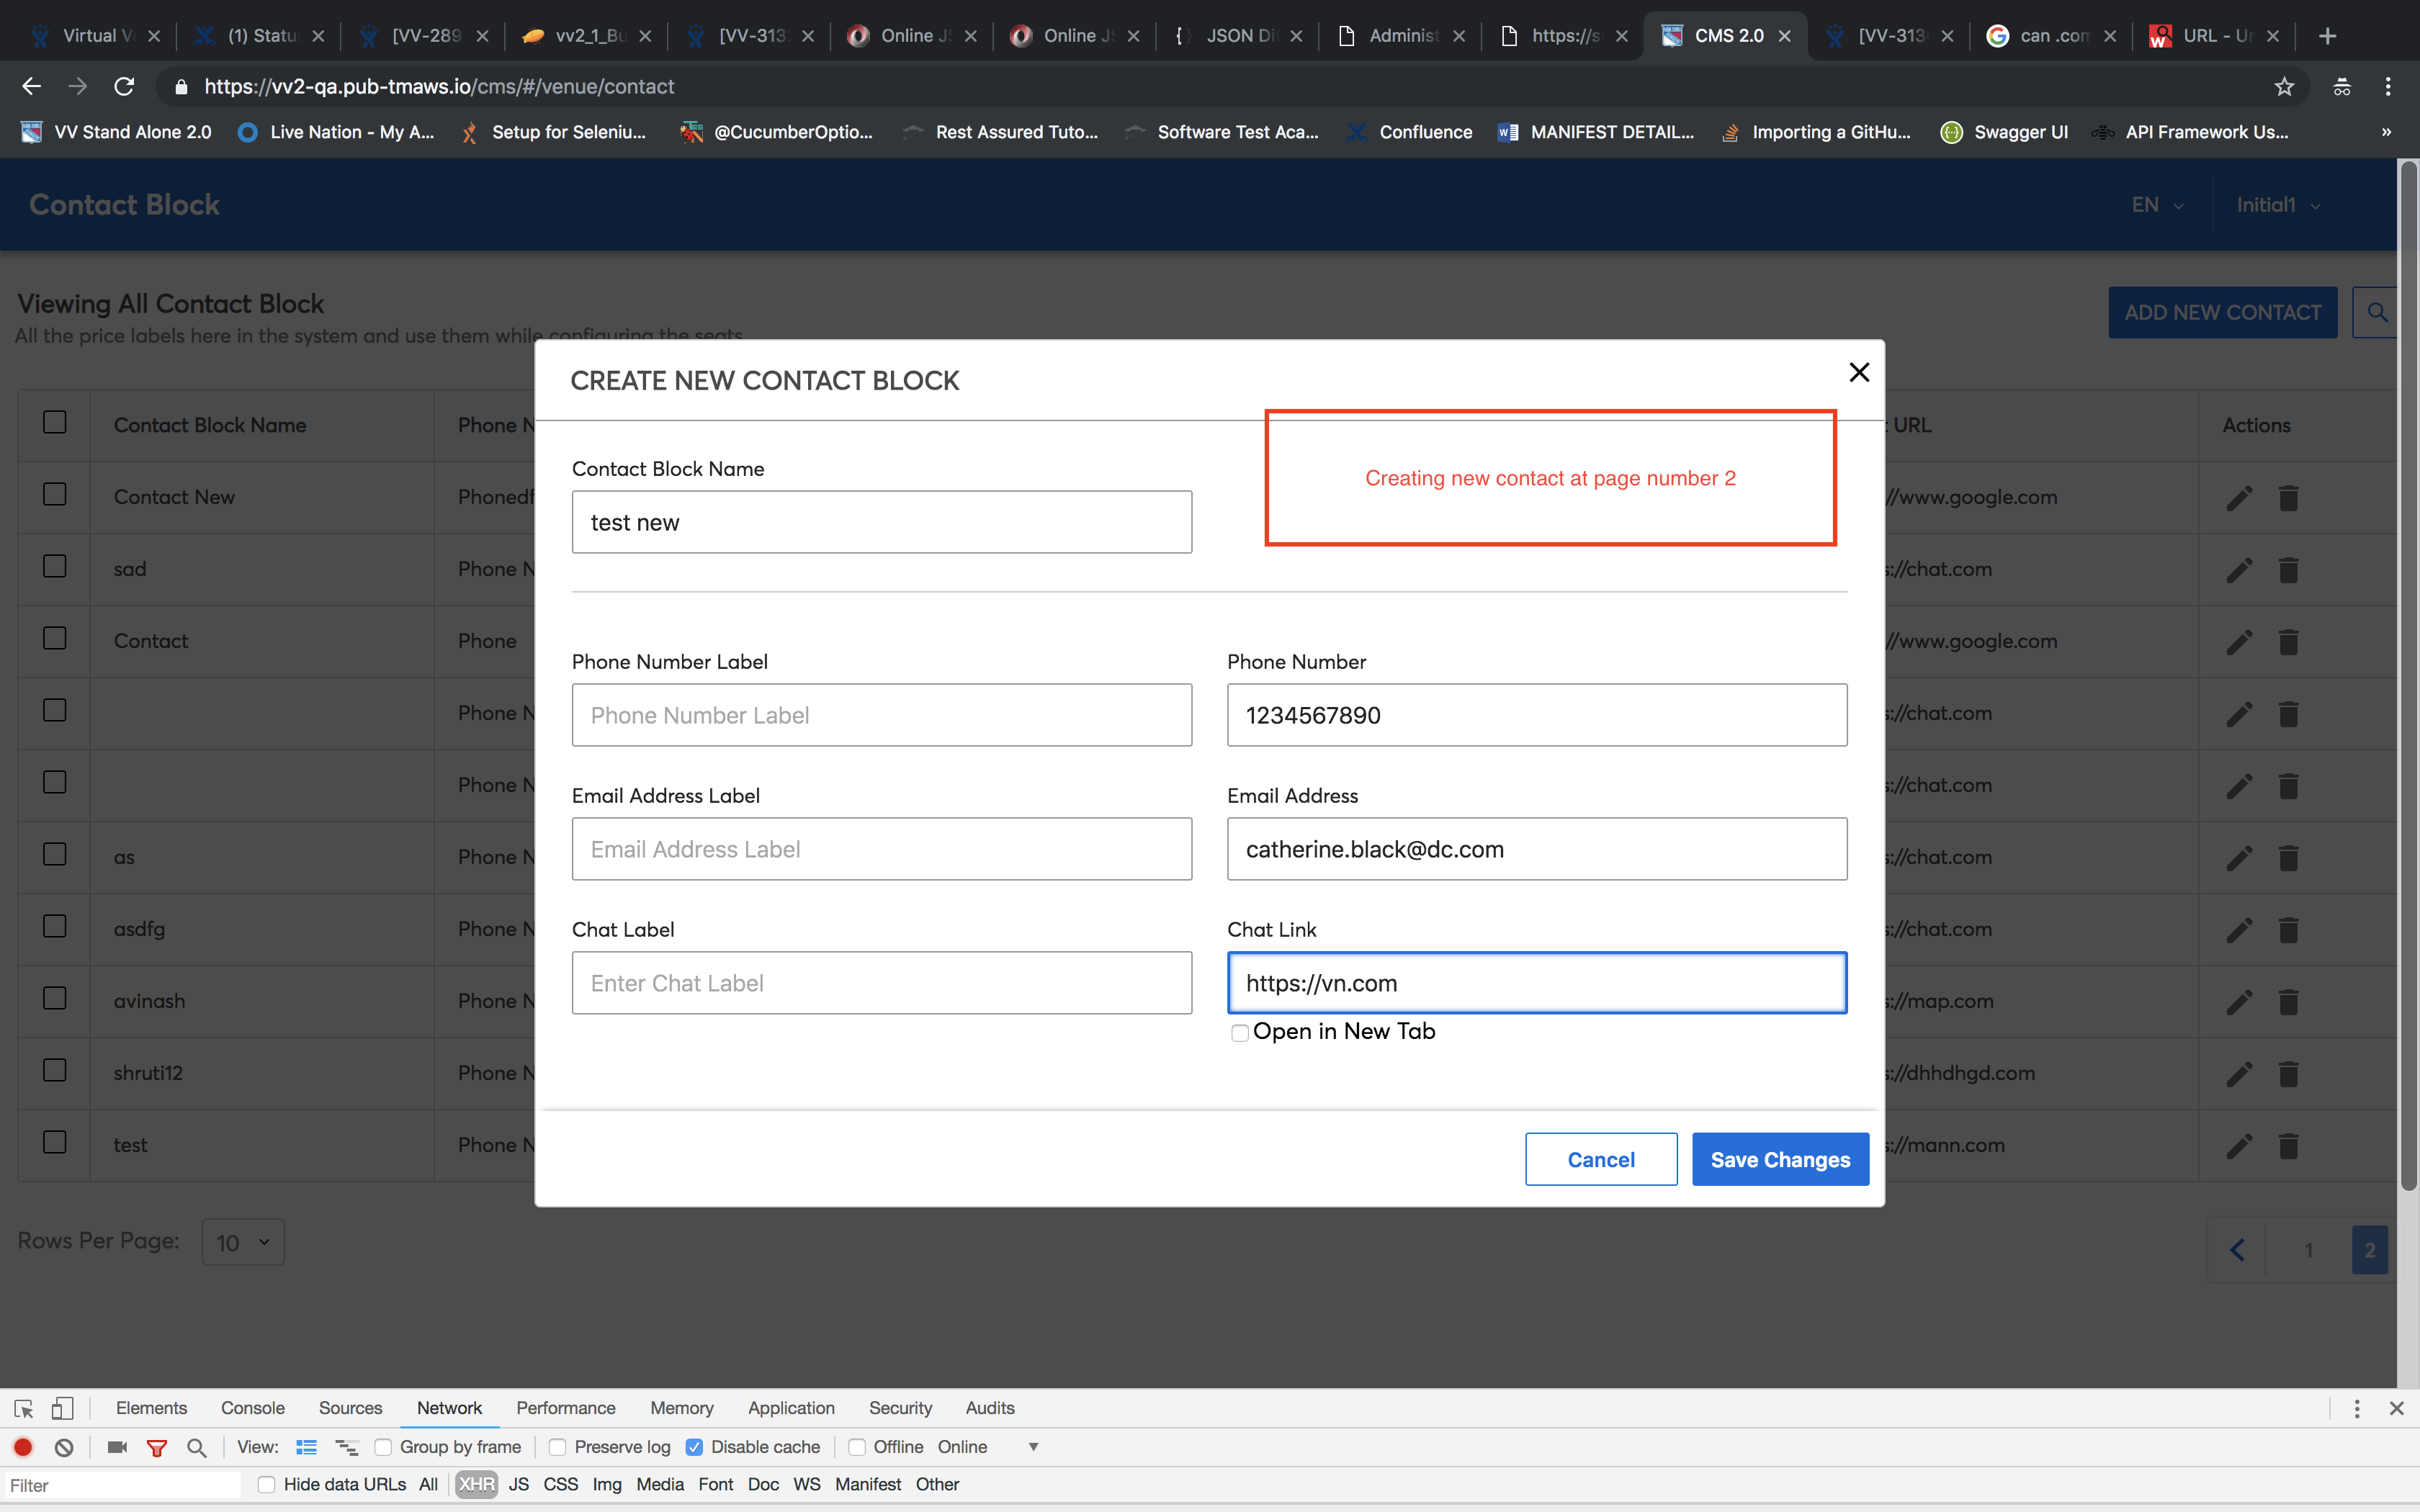 Virtual V
(1) Statu
[VV-289
vv2_1_Bu
[VV-313
Online JS
Online JS
JSON Di
Administ
https://s
CMS 2.0
[VV-313
can .com
URL - Ur
https://vv2-qa.pub-tmaws.io/cms/#/venue/contact
VV Stand Alone 2.0
Live Nation - My A...
Setup for Seleniu...
@CucumberOptio...
Rest Assured Tuto...
Software Test Aca...
Confluence
MANIFEST DETAIL...
Importing a GitHu...
Swagger UI
API Framework Us...
»
Contact Block
EN
Initial1
Viewing All Contact Block
All the price labels here in the system and use them while configuring the seats
ADD NEW CONTACT
CREATE NEW CONTACT BLOCK
Contact Block Name
Phone N
: URL
Actions
Creating new contact at page number 2
Contact Block Name
test new
Contact New
Phonedf
://www.google.com
sad
Phone N
s://chat.com
Contact
Phone
://www.google.com
Phone N
s://chat.com
Phone N
s://chat.com
as
Phone N
s://chat.com
asdfg
Phone N
s://chat.com
avinash
Phone N
s://map.com
shruti12
Phone N
s://dhhdhgd.com
test
Phone N
s://mann.com
Phone Number Label
Phone Number
Phone Number Label
1234567890
Email Address Label
Email Address
Email Address Label
catherine.black@dc.com
Chat Label
Chat Link
Enter Chat Label
https://vn.com
Open in New Tab
Cancel
Save Changes
Rows Per Page:
10
1
2
Elements
Console
Sources
Network
Performance
Memory
Application
Security
Audits
View:
Group by frame
Preserve log
Disable cache
Offline
Online
Filter
Hide data URLs
All
XHR
JS
CSS
Img
Media
Font
Doc
WS
Manifest
Other